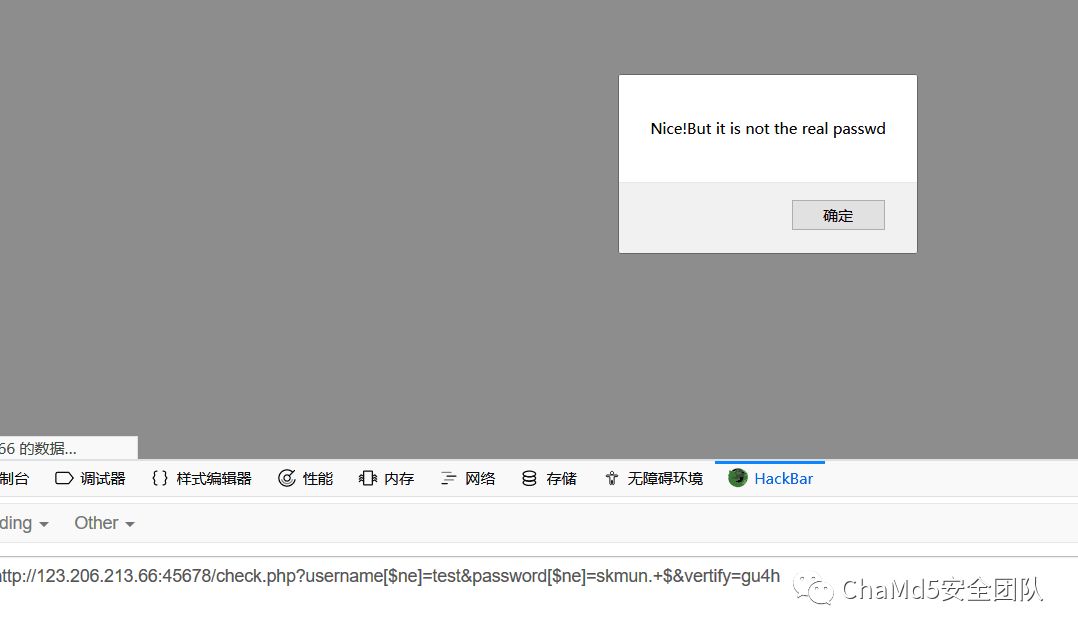 Nice!But it is not the real passwd
确定
66 的数据...
制台 调试器 {} 样式编辑器 性能 内存 网络 存储 无障碍环境 HackBar
ding Other
http://123.206.213.66:45678/check.php?username[$ne]=test&password[$ne]=skmun.+$&vertify=gu4h
ChaMd5安全团队